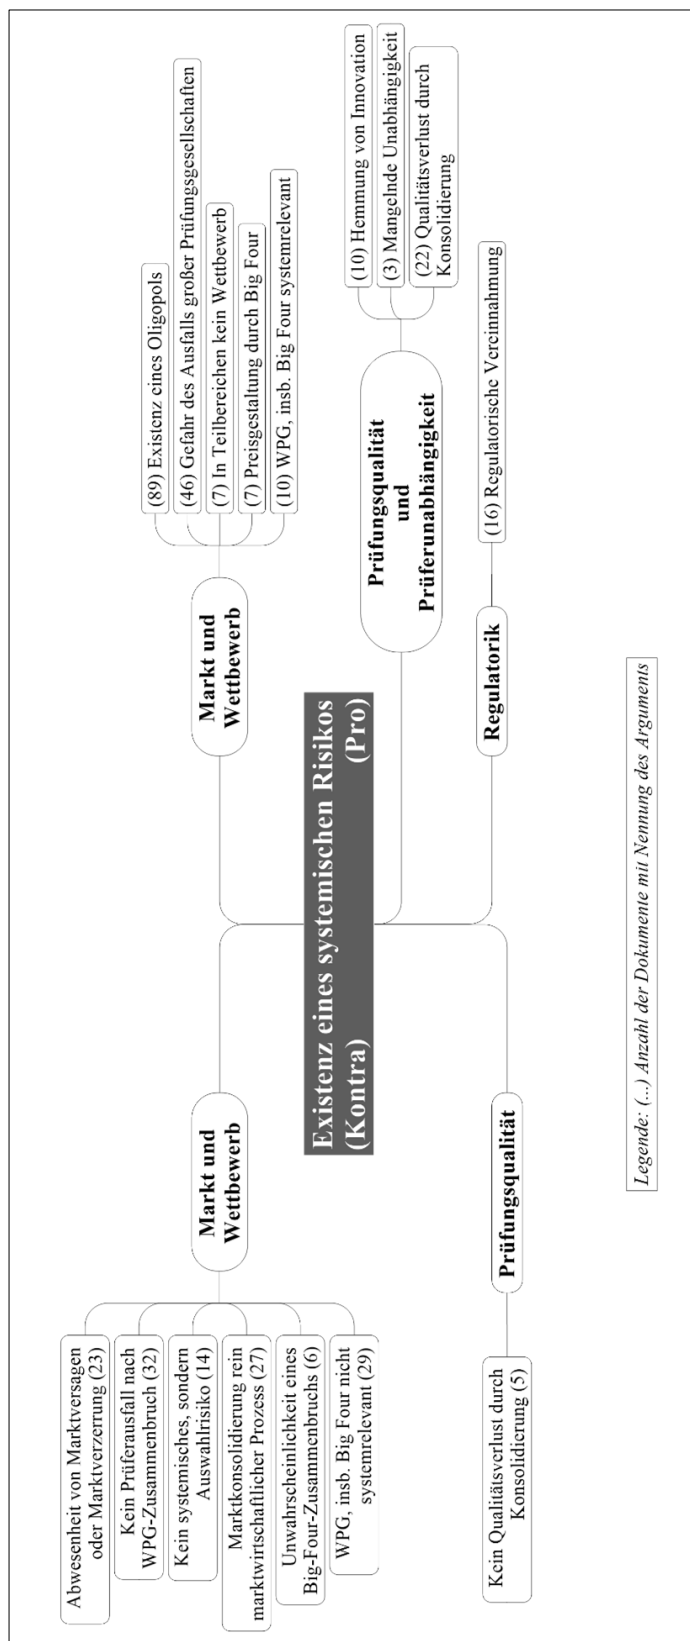 Existenz eines systemischen Risikos
(Kontra) (Pro)
Markt und
Wettbewerb
Abwesenheit von Marktversagen
oder Marktverzerrung (23)
Kein Prüferausfall nach
WPG-Zusammenbruch (32)
Kein systemisches, sondern
Auswahlrisiko (14)
Marktkonsolidierung rein
marktwirtschaftlicher Prozess (27)
Unwahrscheinlichkeit eines
Big-Four-Zusammenbruchs (6)
WPG, insb. Big Four nicht
systemrelevant (29)
Prüfungsqualität
Kein Qualitätsverlust durch
Konsolidierung (5)
Markt und
Wettbewerb
(89) Existenz eines Oligopols
(46) Gefahr des Ausfalls großer Prüfungsgesellschaften
(7) In Teilbereichen kein Wettbewerb
(7) Preisgestaltung durch Big Four
(10) WPG, insb. Big Four systemrelevant
Prüfungsqualität
und
Prüferunabhängigkeit
(10) Hemmung von Innovation
(3) Mangelnde Unabhängigkeit
(22) Qualitätsverlust durch
Konsolidierung
Regulatorik
(16) Regulatorische Vereinnahmung
Legende: (...) Anzahl der Dokumente mit Nennung des Arguments